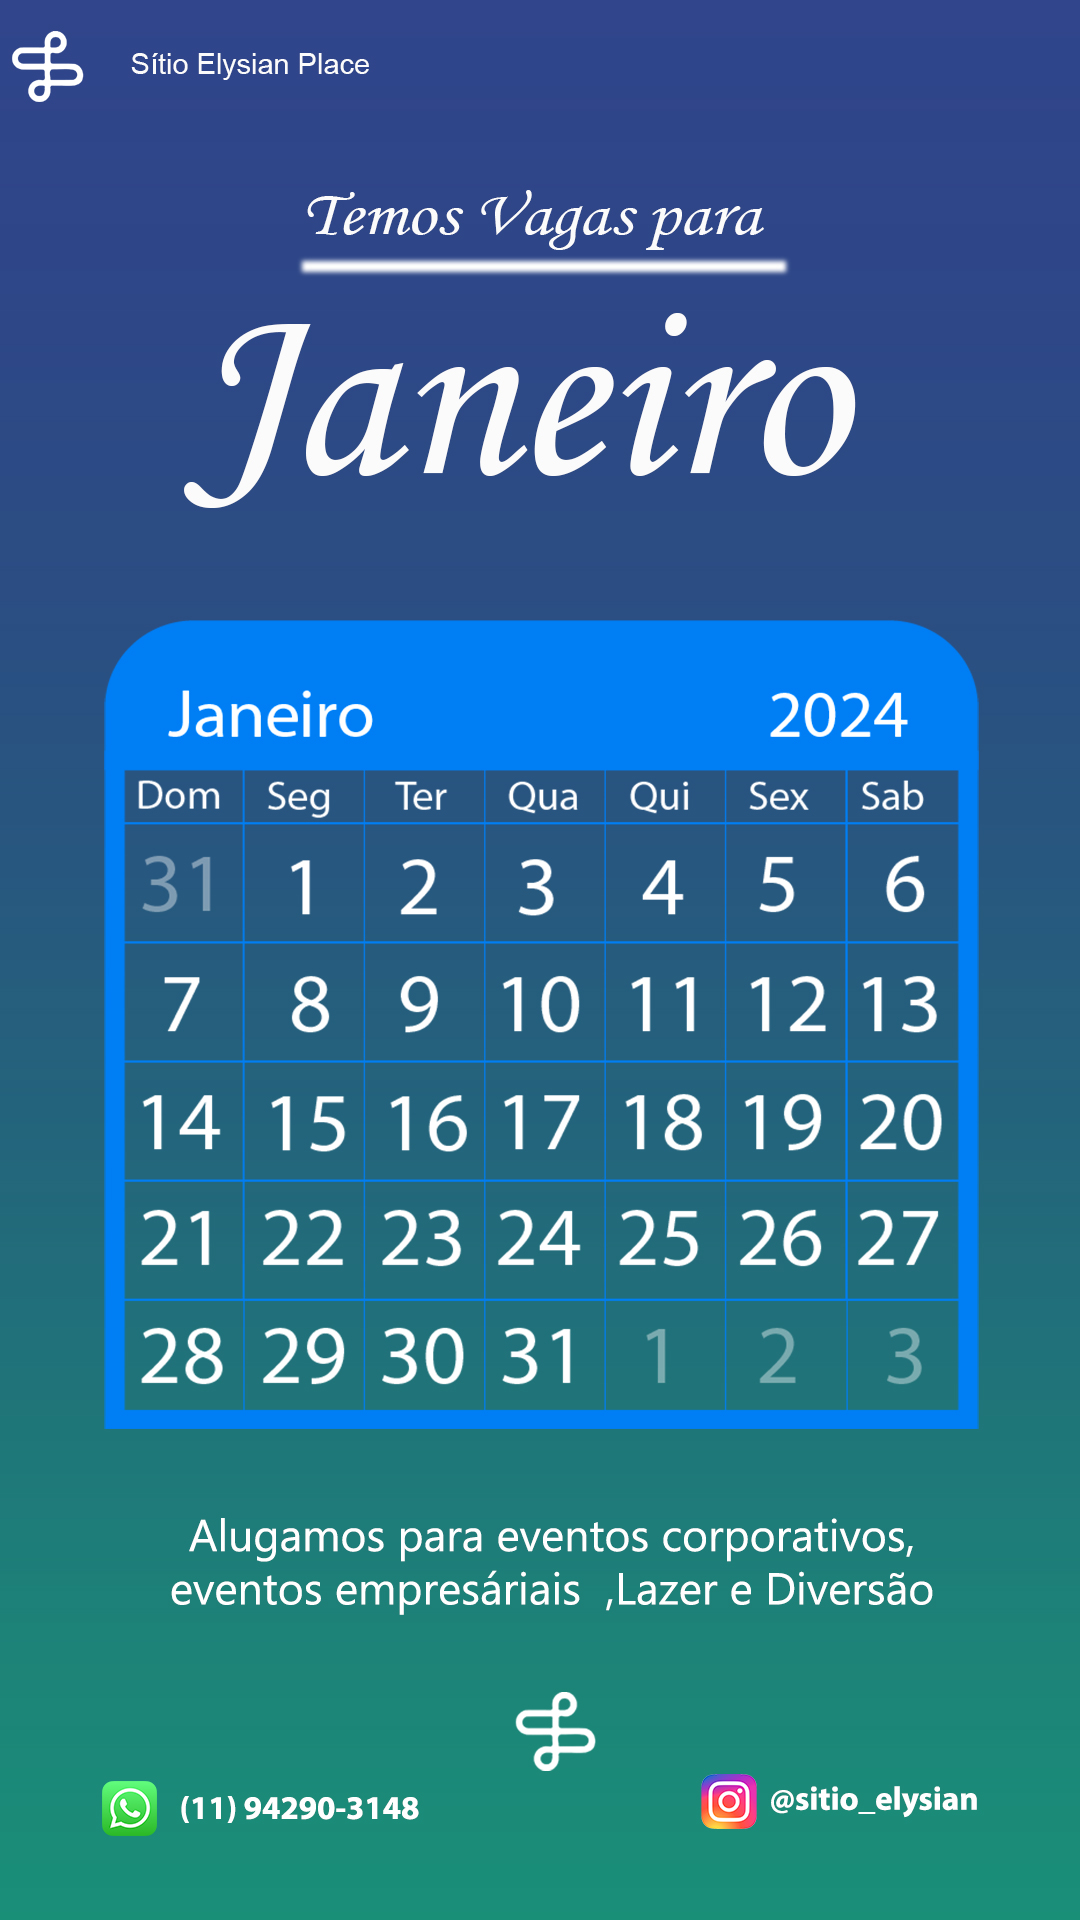 Sítio Elysian Place
Temos Vagas para
Janeiro
Janeiro 2024
Dom Seg Ter Qua Qui Sex Sab
31 1 2 3 4 5 6
7 8 9 10 11 12 13
14 15 16 17 18 19 20
21 22 23 24 25 26 27
28 29 30 31 1 2 3
Alugamos para eventos corporativos,
eventos empresáriais ,Lazer e Diversão
(11) 94290-3148 @sitio_elysian